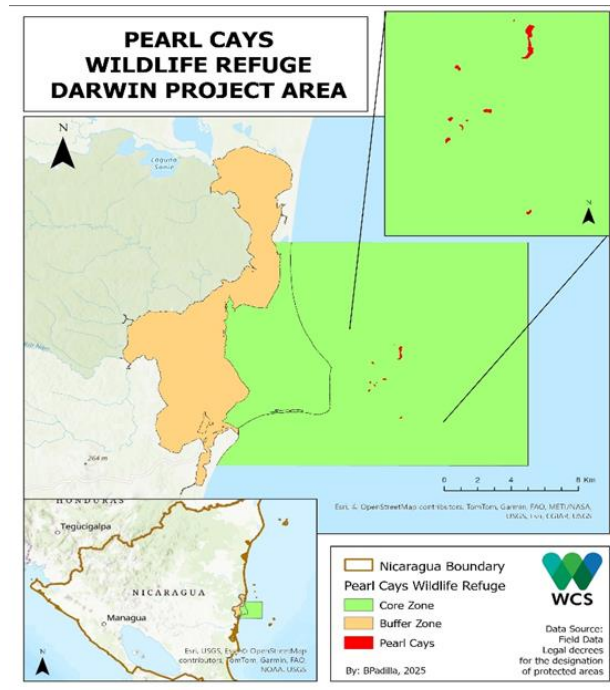 PEARL CAYS
WILDLIFE REFUGE
DARWIN PROJECT AREA
N
N
Laguna
264 m
0 2 4 8 Km
Esri, © OpenStreetMap contributors, TomTom, Garmin, FAO, METI/NASA,
USGS, Esri, CGIAR, USGS
HONDURAS
Tegucigalpa
NICARAGUA
Managua
N
Esri, USGS, Esri, © OpenStreetMap
contributors, TomTom, Garmin, FAO,
NOAA, USGS
Nicaragua Boundary
Pearl Cays Wildlife Refuge
Core Zone
Buffer Zone
Pearl Cays
By: BPadilla, 2025
WCS
Data Source:
Field Data
Legal decrees
for the designation
of protected areas